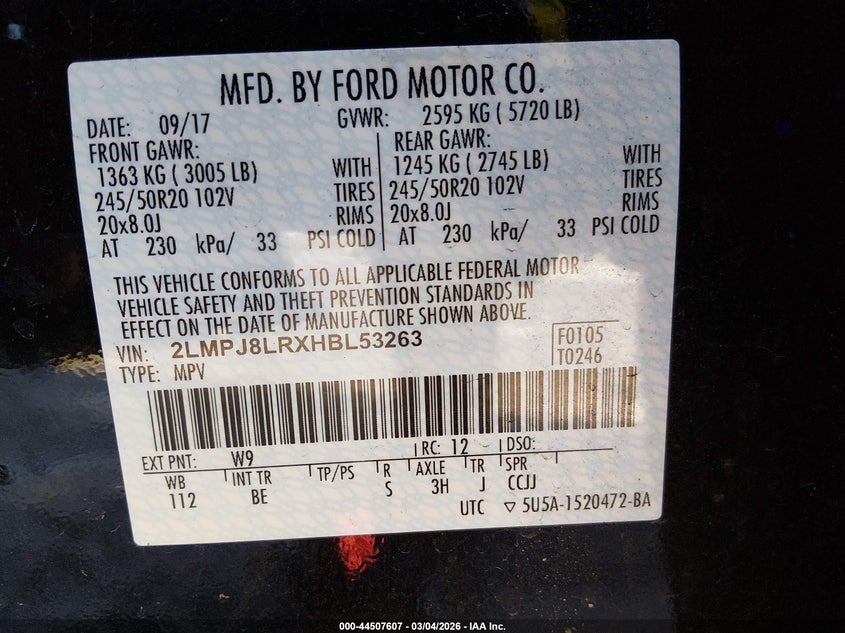 MFD. BY FORD MOTOR CO.
DATE: 09/17 GVWR: 2595 KG ( 5720 LB)
FRONT GAWR: REAR GAWR:
1363 KG ( 3005 LB) WITH 1245 KG ( 2745 LB) WITH
245/50R20 102V TIRES 245/50R20 102V TIRES
20x8.0J RIMS 20x8.0J RIMS
AT 230 kPa/ 33 PSI COLD AT 230 kPa/ 33 PSI COLD
THIS VEHICLE CONFORMS TO ALL APPLICABLE FEDERAL MOTOR
VEHICLE SAFETY AND THEFT PREVENTION STANDARDS IN
EFFECT ON THE DATE OF MANUFACTURE SHOWN ABOVE.
VIN: 2LMPJ8LRXHBL53263 F0105
TYPE: MPV T0246
EXT PNT: W9 RC: 12 DSO:
WB INT TR TP/PS R AXLE TR SPR
112 BE S 3H J CCJJ
UTC ▽ 5U5A-1520472-BA
000-44507607 - 03/04/2026 - IAA Inc.